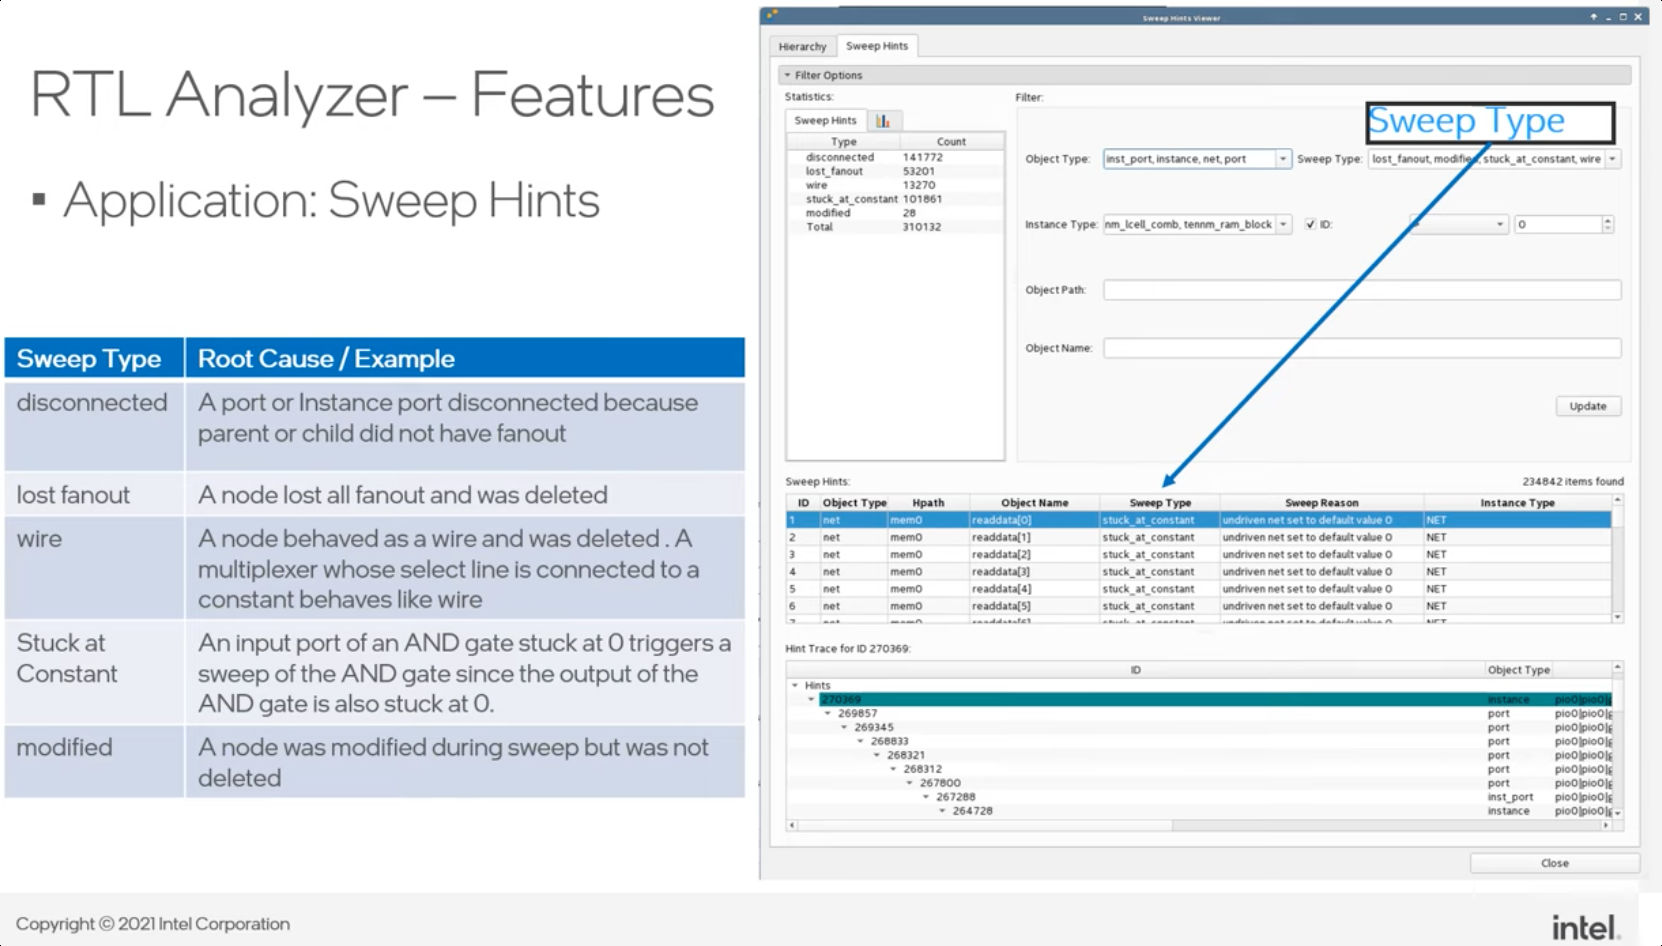 RTL Analyzer – Features
▪ Application: Sweep Hints
Sweep Type Root Cause / Example
disconnected A port or Instance port disconnected because
parent or child did not have fanout
lost fanout A node lost all fanout and was deleted
wire A node behaved as a wire and was deleted . A
multiplexer whose select line is connected to a
constant behaves like wire
Stuck at
Constant
An input port of an AND gate stuck at 0 triggers a
sweep of the AND gate since the output of the
AND gate is also stuck at 0.
modified A node was modified during sweep but was not
deleted
Sweep Hints Viewer
Hierarchy Sweep Hints
Filter Options
Statistics:
Sweep Hints
Type Count
disconnected 141772
lost_fanout 53201
wire 13270
stuck_at_constant 101861
modified 28
Total 310132
Filter:
Sweep Type
Object Type: inst_port, instance, net, port Sweep Type: lost_fanout, modified, stuck_at_constant, wire
Instance Type: nm_lcell_comb, tennm_ram_block ID: 0
Object Path:
Object Name:
Update
Sweep Hints: 234842 items found
ID Object Type Hpath Object Name Sweep Type Sweep Reason Instance Type
1 net mem0 readdata[0] stuck_at_constant undriven net set to default value 0 NET
2 net mem0 readdata[1] stuck_at_constant undriven net set to default value 0 NET
3 net mem0 readdata[2] stuck_at_constant undriven net set to default value 0 NET
4 net mem0 readdata[3] stuck_at_constant undriven net set to default value 0 NET
5 net mem0 readdata[4] stuck_at_constant undriven net set to default value 0 NET
6 net mem0 readdata[5] stuck_at_constant undriven net set to default value 0 NET
Hint Trace for ID 270369:
ID Object Type
Hints
270369 instance pio0|pio0|
269857 port pio0|pio0|
269345 port pio0|pio0|
268833 port pio0|pio0|
268321 port pio0|pio0|
268312 port pio0|pio0|
267800 port pio0|pio0|
267288 inst_port pio0|pio0|
264728 instance pio0|pio0|
Close
Copyright © 2021 Intel Corporation
intel.